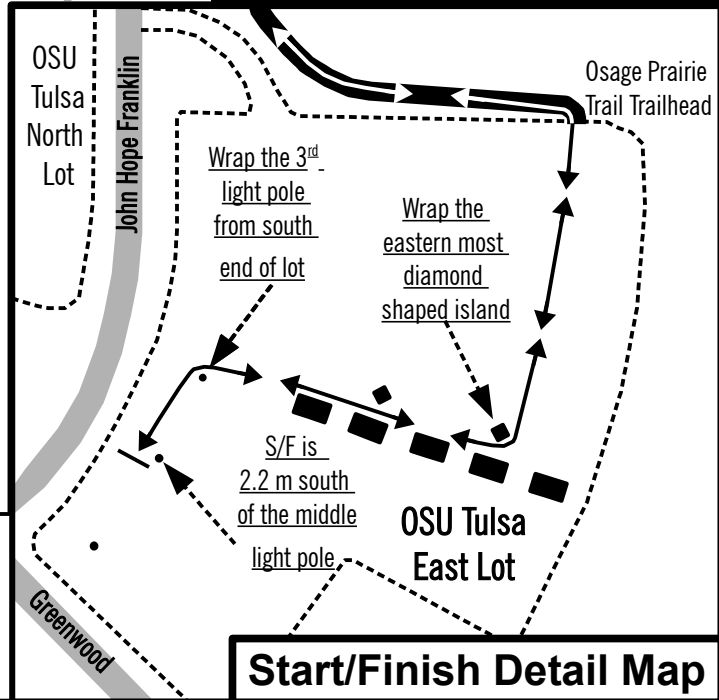 OSU
Tulsa
North
Lot
John Hope Franklin
Osage Prairie
Trail Trailhead
Wrap the 3rd
light pole
from south
end of lot
Wrap the
eastern most
diamond
shaped island
S/F is
2.2 m south
of the middle
light pole
OSU Tulsa
East Lot
Greenwood
Start/Finish Detail Map